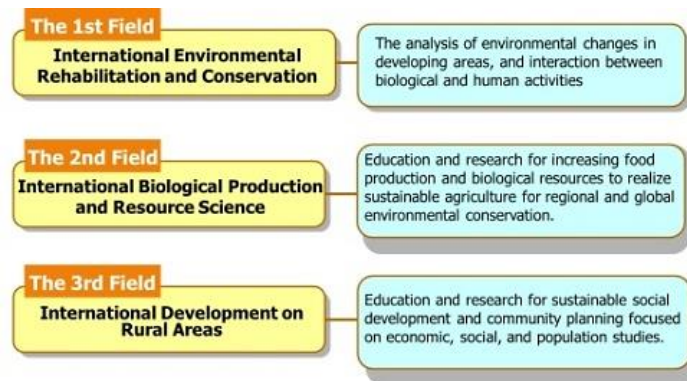 The 1st Field
International Environmental
Rehabilitation and Conservation
The analysis of environmental changes in
developing areas, and interaction between
biological and human activities
The 2nd Field
International Biological Production
and Resource Science
Education and research for increasing food
production and biological resources to realize
sustainable agriculture for regional and global
environmental conservation.
The 3rd Field
International Development on
Rural Areas
Education and research for sustainable social
development and community planning focused
on economic, social, and population studies.